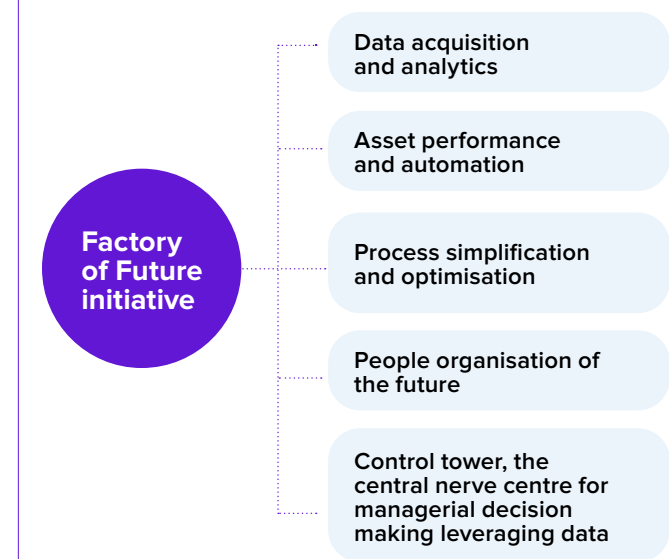 Data acquisition
and analytics
Asset performance
and automation
Factory
of Future
initiative
Process simplification
and optimisation
People organisation of
the future
Control tower, the
central nerve centre for
managerial decision
making leveraging data